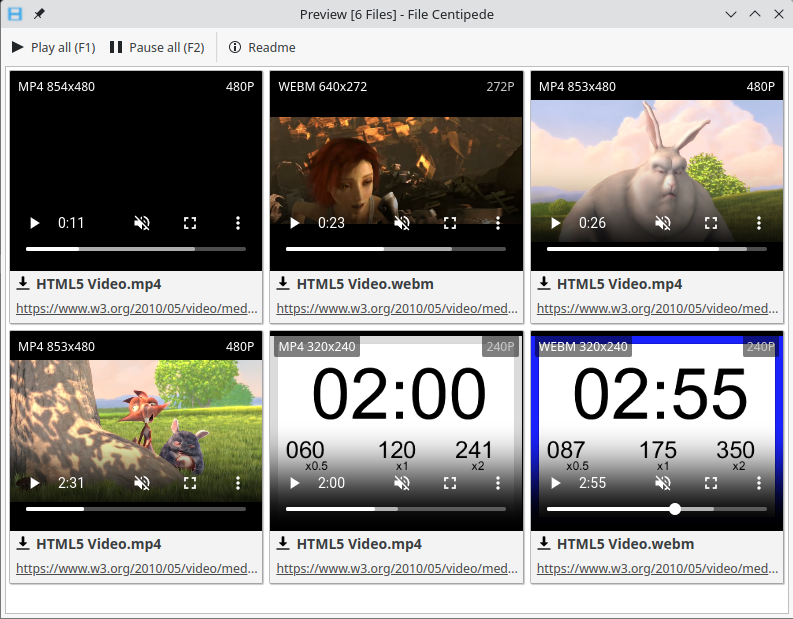 Preview [6 Files] - File Centipede
Play all (F1) Pause all (F2) Readme
MP4 854x480 480P
0:11
HTML5 Video.mp4
https://www.w3.org/2010/05/video/med...
WEBM 640x272 272P
0:23
HTML5 Video.webm
https://www.w3.org/2010/05/video/med...
MP4 853x480 480P
0:26
HTML5 Video.mp4
https://www.w3.org/2010/05/video/med...
MP4 853x480 480P
2:31
HTML5 Video.mp4
https://www.w3.org/2010/05/video/med...
MP4 320x240 240P
02:00
060 120 241
x0.5 x1 x2
2:00
HTML5 Video.mp4
https://www.w3.org/2010/05/video/med...
WEBM 320x240 240P
02:55
087 175 350
x0.5 x1 x2
2:55
HTML5 Video.webm
https://www.w3.org/2010/05/video/med...